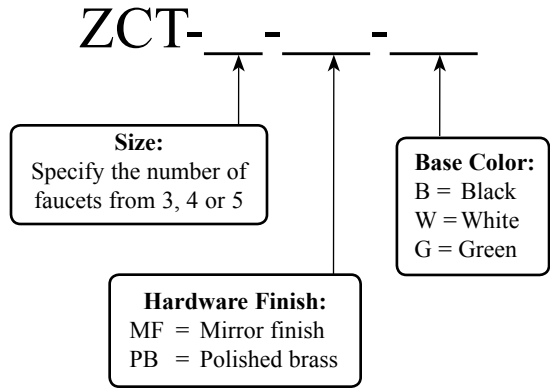 ZCT-__-___-___
Size:
Specify the number of
faucets from 3, 4 or 5
Base Color:
B = Black
W = White
G = Green
Hardware Finish:
MF = Mirror finish
PB = Polished brass